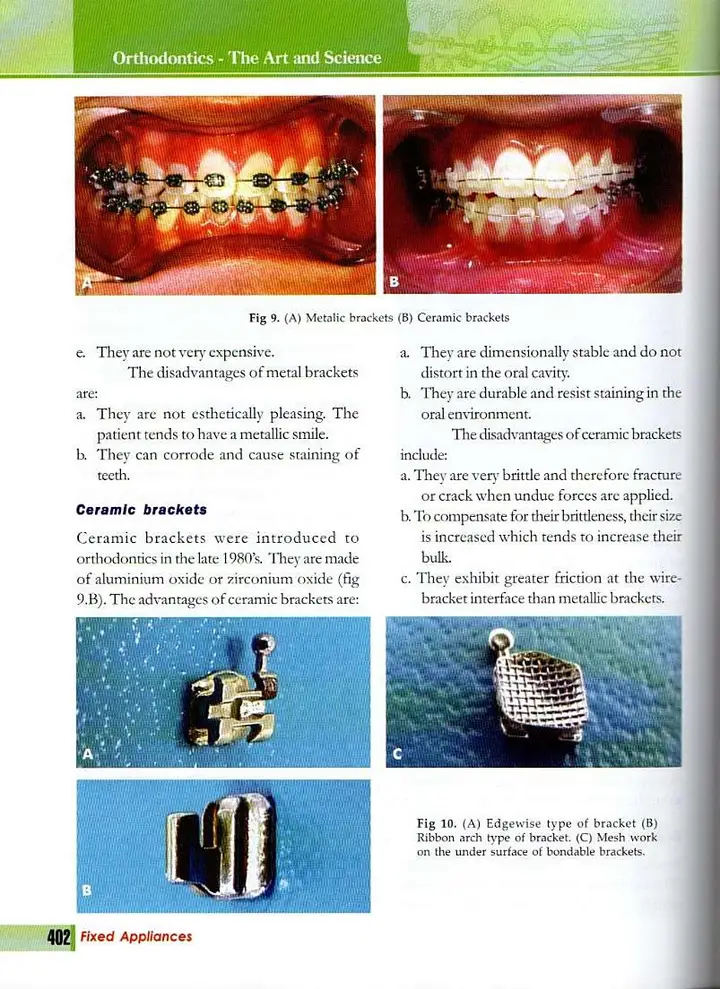 Orthodontics - The Art and Science
A
B
Fig 9. (A) Metalic brackets (B) Ceramic brackets
e. They are not very expensive.
The disadvantages of metal brackets
are:
a. They are not esthetically pleasing. The
patient tends to have a metallic smile.
b. They can corrode and cause staining of
teeth.
Ceramic brackets
Ceramic brackets were introduced to
orthodontics in the late 1980's. They are made
of aluminium oxide or zirconium oxide (fig
9.B). The advantages of ceramic brackets are:
a. They are dimensionally stable and do not
distort in the oral cavity.
b. They are durable and resist staining in the
oral environment.
The disadvantages of ceramic brackets
include:
a. They are very brittle and therefore fracture
or crack when undue forces are applied.
b. To compensate for their brittleness, their size
is increased which tends to increase their
bulk.
c. They exhibit greater friction at the wire-
bracket interface than metallic brackets.
A
C
B
Fig 10. (A) Edgewise type of bracket (B)
Ribbon arch type of bracket. (C) Mesh work
on the under surface of bondable brackets.
402 Fixed Appliances